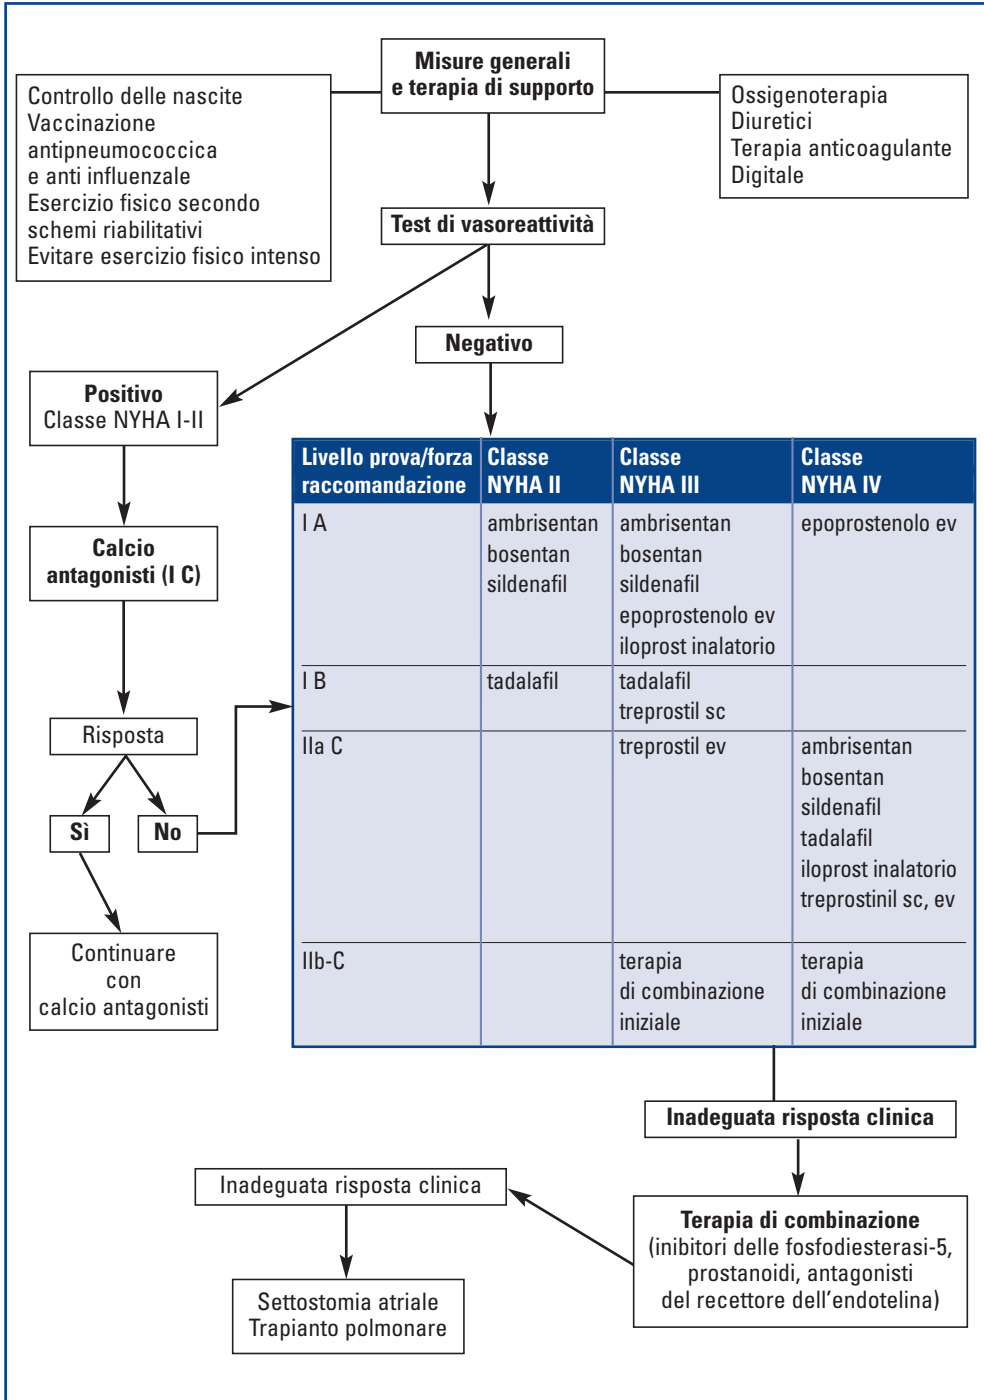 Misure generali
e terapia di supporto
Controllo delle nascite
Vaccinazione
antipneumococcica
e anti influenzale
Esercizio fisico secondo
schemi riabilitativi
Evitare esercizio fisico intenso
Ossigenoterapia
Diuretici
Terapia anticoagulante
Digitale
Test di vasoreattività
Negativo
Positivo
Classe NYHA I-II
Calcio
antagonisti (I C)
Risposta
Sì
No
Continuare
con
calcio antagonisti
Livello prova/forza
raccomandazione
Classe
NYHA II
Classe
NYHA III
Classe
NYHA IV
I A
ambrisentan
bosentan
sildenafil
ambrisentan
bosentan
sildenafil
epoprostenolo ev
iloprost inalatorio
epoprostenolo ev
I B
tadalafil
tadalafil
treprostil sc
IIa C
treprostil ev
ambrisentan
bosentan
sildenafil
tadalafil
iloprost inalatorio
treprostinil sc, ev
IIb-C
terapia
di combinazione
iniziale
terapia
di combinazione
iniziale
Inadeguata risposta clinica
Terapia di combinazione
(inibitori delle fosfodiesterasi-5,
prostanoidi, antagonisti
del recettore dell'endotelina)
Inadeguata risposta clinica
Settostomia atriale
Trapianto polmonare